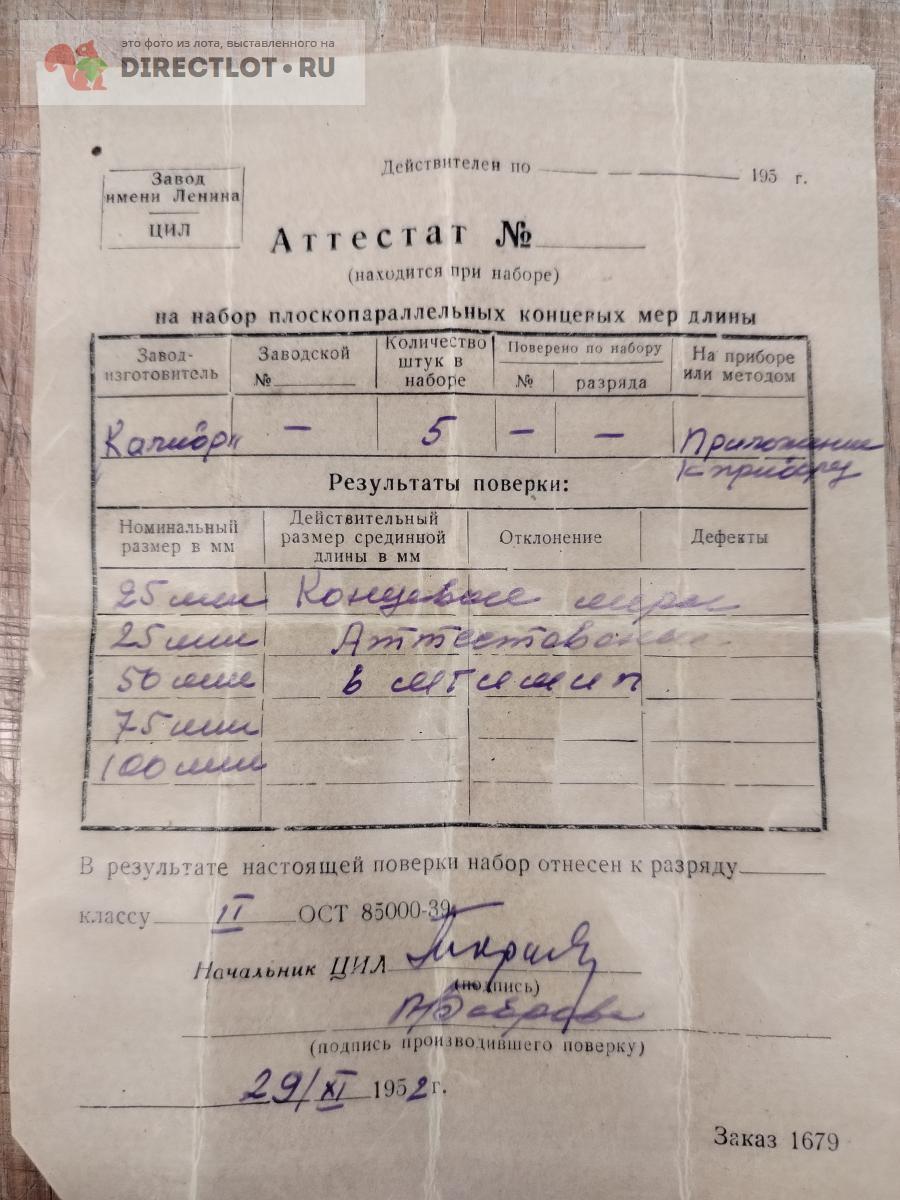 это фото из лота, выставленного на
DIRECTLOT.RU
Действителен по 195 г.
Завод
имени Ленина
ЦИЛ
Аттестат №
(находится при наборе)
на набор плоскопараллельных концевых мер длины
Завод-изготовитель
Заводской №
Количество штук в наборе
Поверено по набору
№ разряда
На приборе или методом
Калибр" — 5 — — Приложение
к прибору
Результаты поверки:
Номинальный размер в мм
Действительный размер срединной длины в мм
Отклонение
Дефекты
25 мм Концевые меры
25 мм Аттестованы
50 мм в
75 мм
100 мм
В результате настоящей поверки набор отнесен к разряду
классу II ОСТ 85000-39
Начальник ЦИЛ
(подпись)
(подпись производившего поверку)
29/XI 1952 г.
Заказ 1679